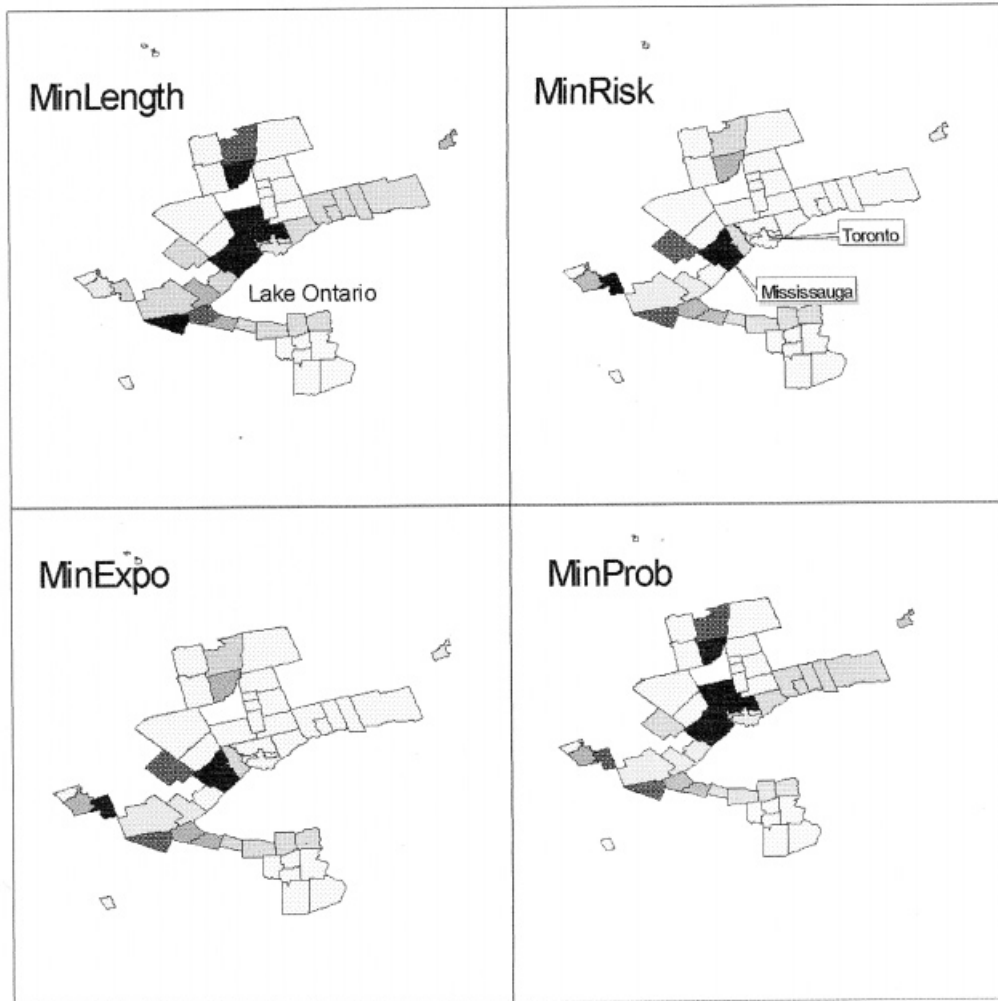 MinLength
MinRisk
Toronto
Lake Ontario
Mississauga
MinExpo
MinProb